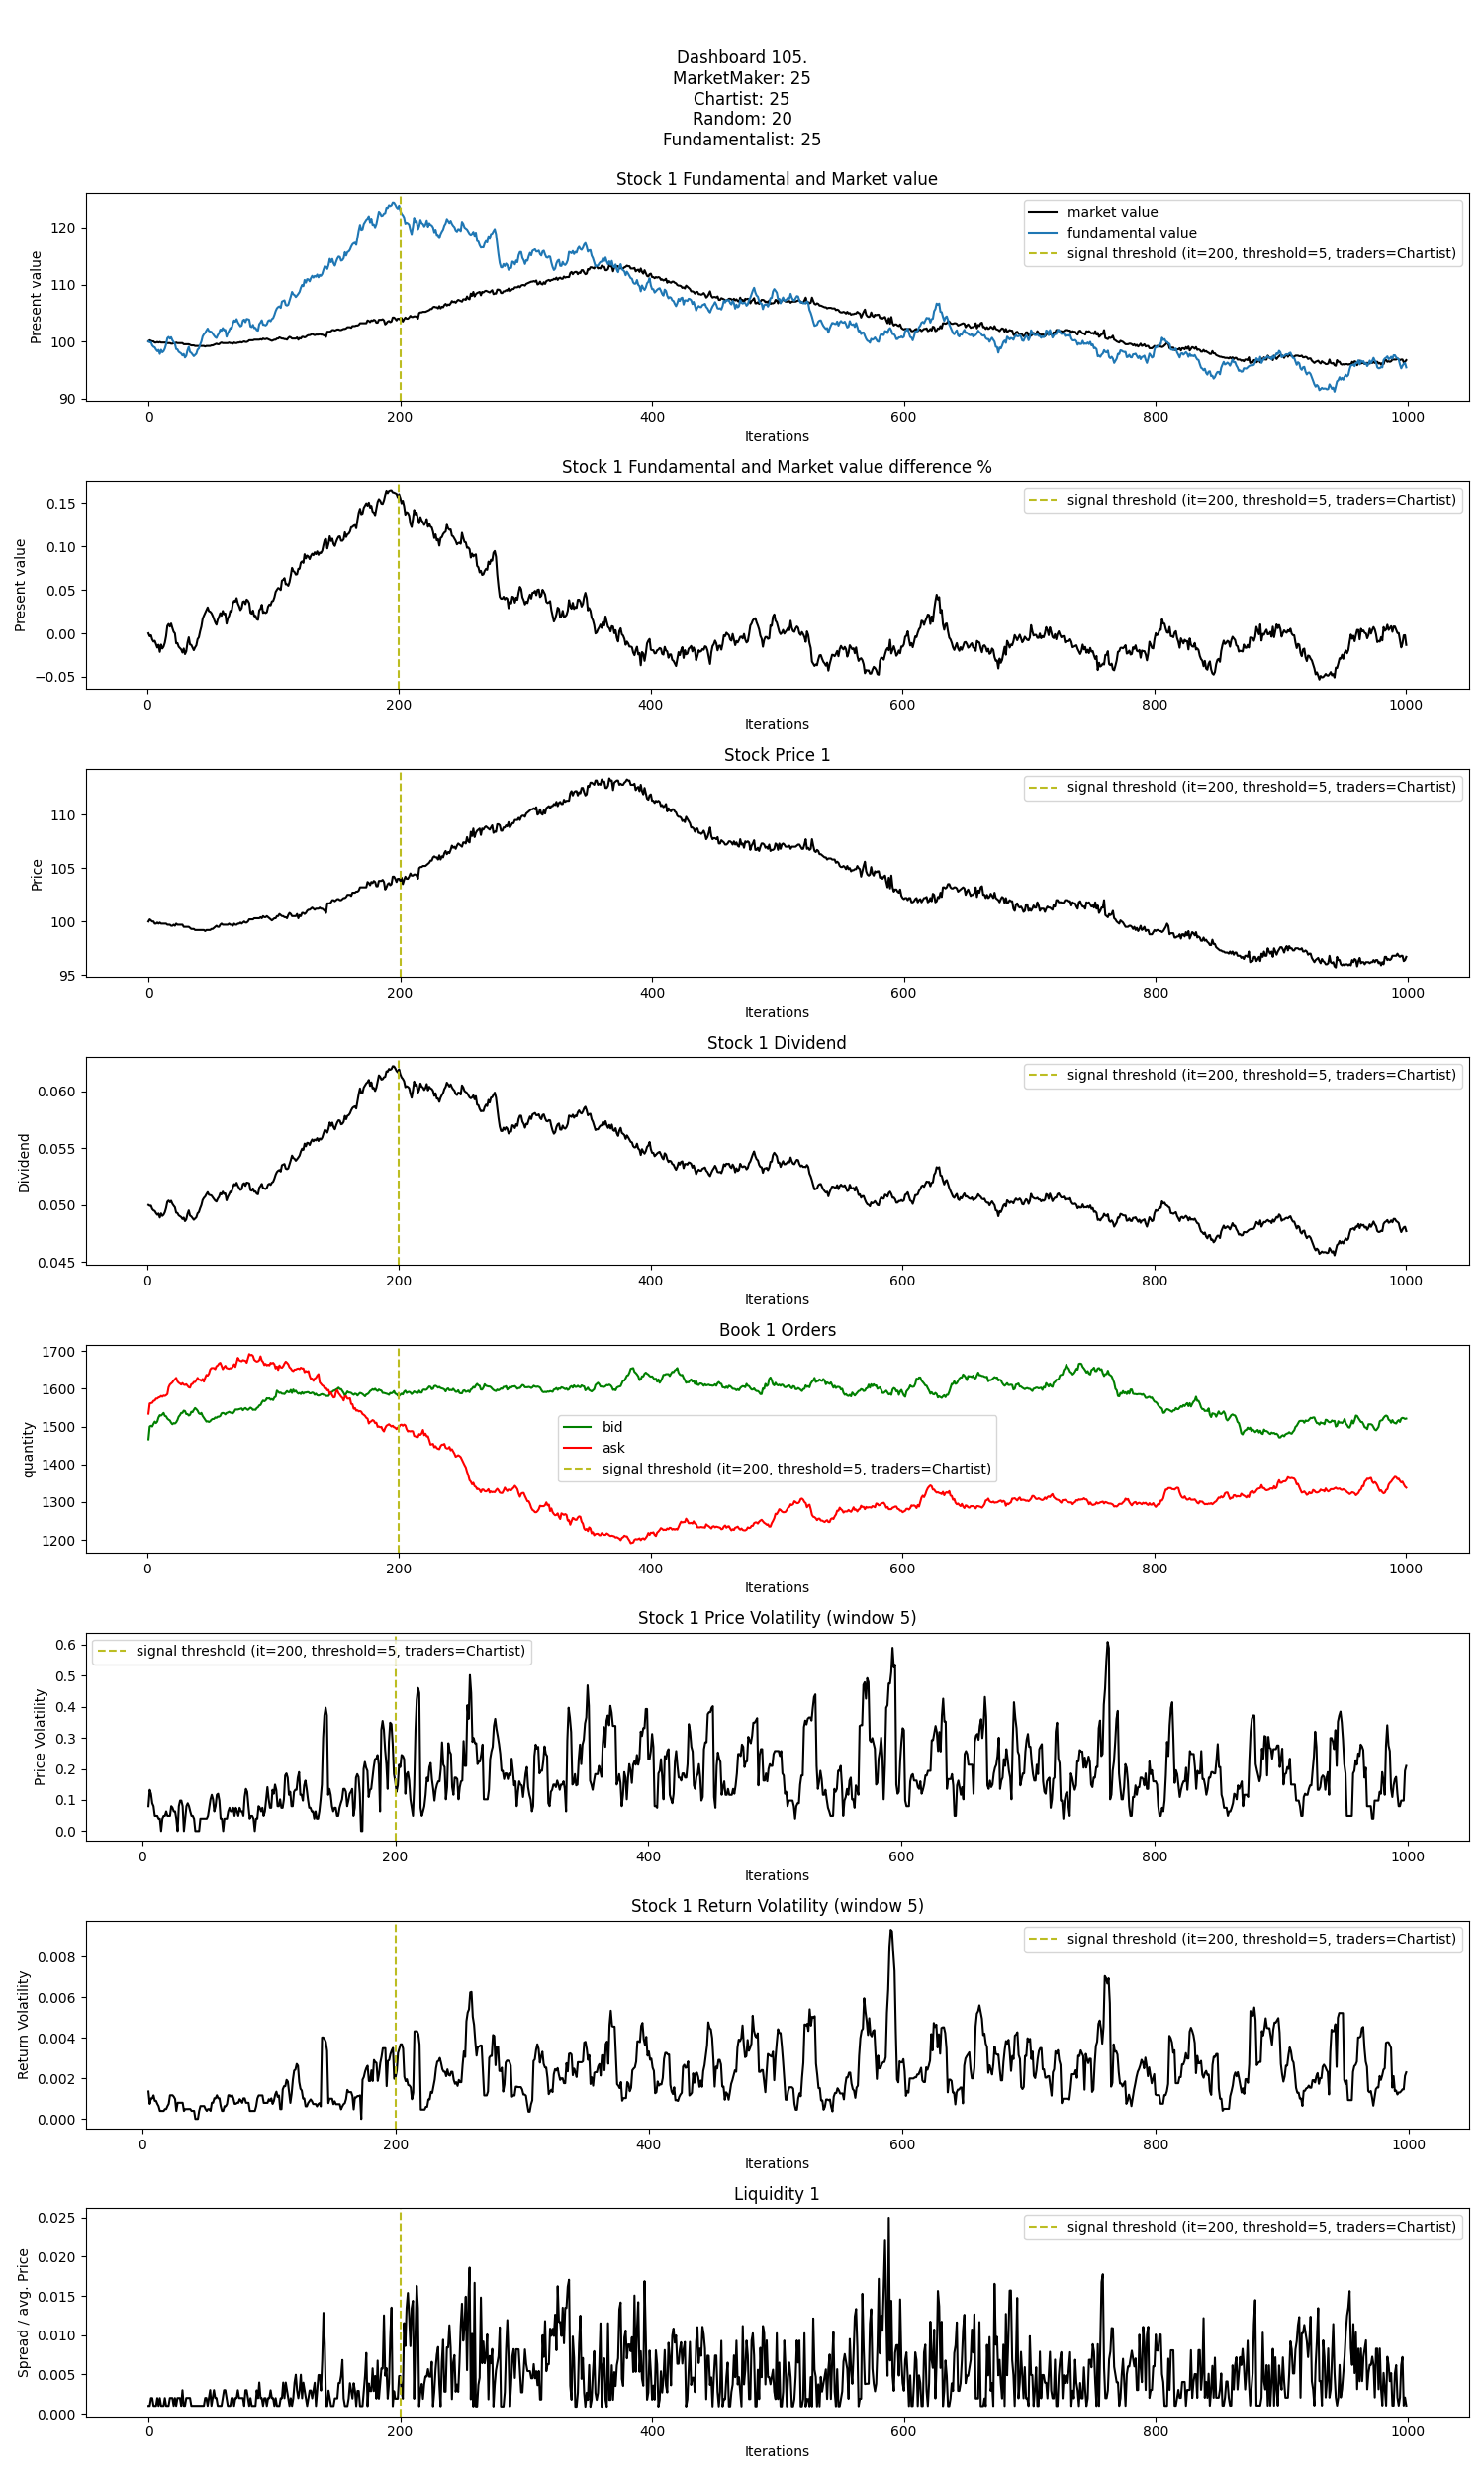 Dashboard 105.
MarketMaker: 25
Chartist: 25
Random: 20
Fundamentalist: 25
Stock 1 Fundamental and Market value
Present value
120
110
100
90
market value
fundamental value
signal threshold (it=200, threshold=5, traders=Chartist)
0 200 400 600 800 1000
Iterations
Stock 1 Fundamental and Market value difference %
Present value
0.15
0.10
0.05
0.00
−0.05
signal threshold (it=200, threshold=5, traders=Chartist)
0 200 400 600 800 1000
Iterations
Stock Price 1
Price
110
105
100
95
signal threshold (it=200, threshold=5, traders=Chartist)
0 200 400 600 800 1000
Iterations
Stock 1 Dividend
Dividend
0.060
0.055
0.050
0.045
signal threshold (it=200, threshold=5, traders=Chartist)
0 200 400 600 800 1000
Iterations
Book 1 Orders
quantity
1700
1600
1500
1400
1300
1200
bid
ask
signal threshold (it=200, threshold=5, traders=Chartist)
0 200 400 600 800 1000
Iterations
Stock 1 Price Volatility (window 5)
Price Volatility
0.6
0.5
0.4
0.3
0.2
0.1
0.0
signal threshold (it=200, threshold=5, traders=Chartist)
0 200 400 600 800 1000
Iterations
Stock 1 Return Volatility (window 5)
Return Volatility
0.008
0.006
0.004
0.002
0.000
signal threshold (it=200, threshold=5, traders=Chartist)
0 200 400 600 800 1000
Iterations
Liquidity 1
Spread / avg. Price
0.025
0.020
0.015
0.010
0.005
0.000
signal threshold (it=200, threshold=5, traders=Chartist)
0 200 400 600 800 1000
Iterations